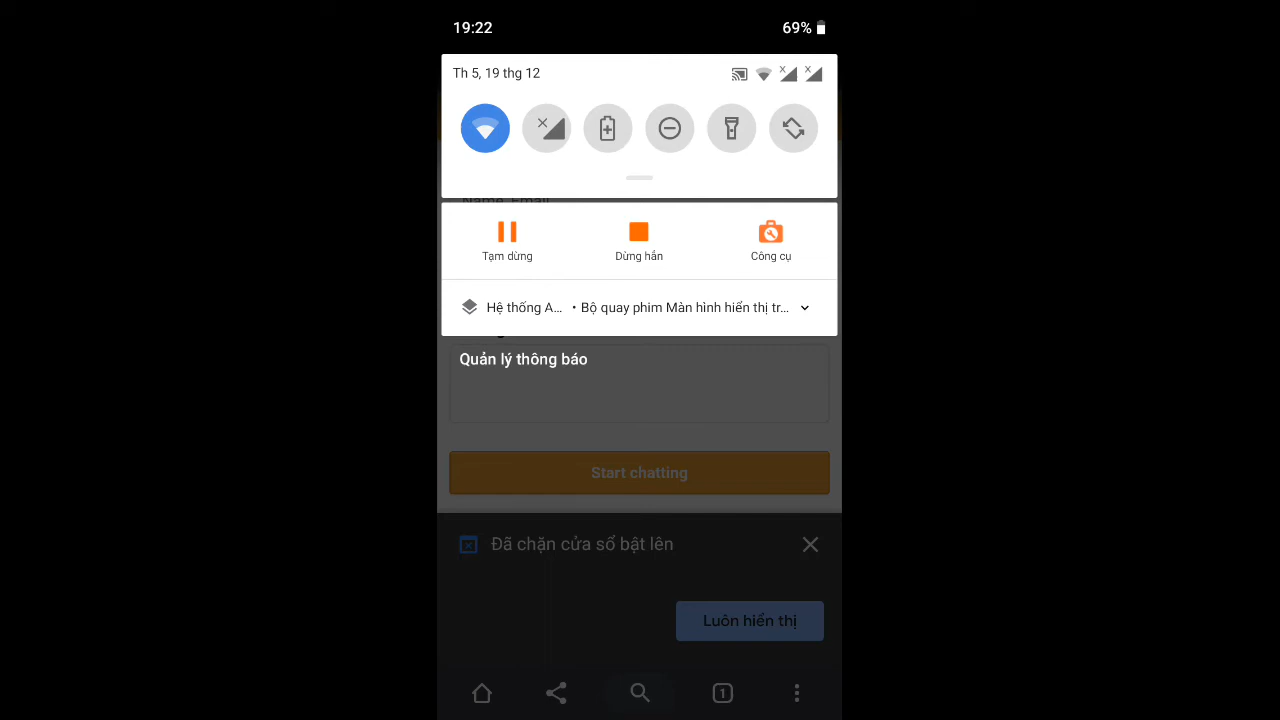 19:22 69%
Th 5, 19 thg 12
Name, Email
Tạm dừng Dừng hẳn Công cụ
Hệ thống A... • Bộ quay phim Màn hình hiển thị tr...
Quản lý thông báo
Start chatting
Đã chặn cửa sổ bật lên
Luôn hiển thị
1